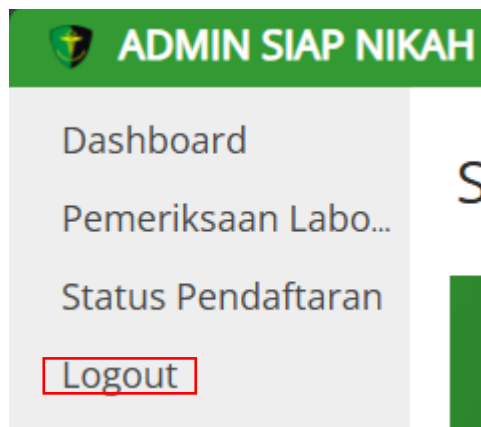 ADMIN SIAP NIKAH
Dashboard
Pemeriksaan Labo...
Status Pendaftaran
Logout